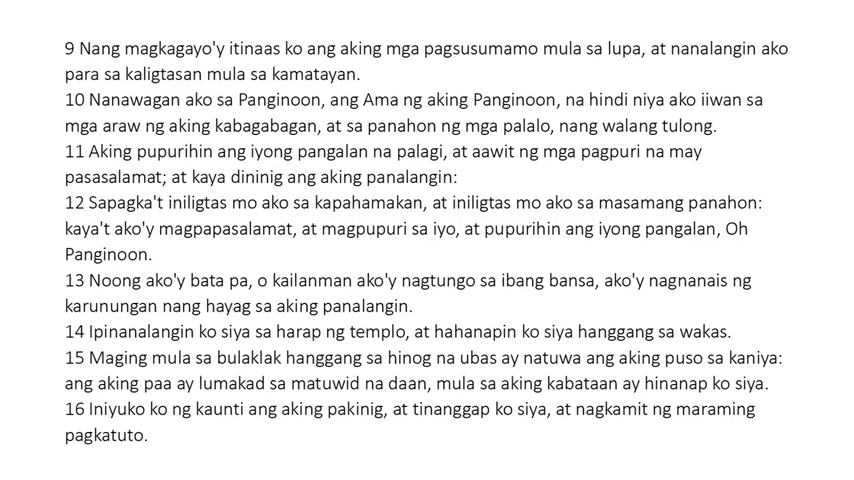 9 Nang magkagayo'y itinaas ko ang aking mga pagsusumamo mula sa lupa, at nanalangin ako
para sa kaligtasan mula sa kamatayan.
10 Nanawagan ako sa Panginoon, ang Ama ng aking Panginoon, na hindi niya ako iiwan sa
mga araw ng aking kabagabagan, at sa panahon ng mga palalo, nang walang tulong.
11 Aking pupurihin ang iyong pangalan na palagi, at aawit ng mga pagpuri na may
pasasalamat; at kaya dininig ang aking panalangin:
12 Sapagka't iniligtas mo ako sa kapahamakan, at iniligtas mo ako sa masamang panahon:
kaya't ako'y magpapasalamat, at magpupuri sa iyo, at pupurihin ang iyong pangalan, Oh
Panginoon.
13 Noong ako'y bata pa, o kailanman ako'y nagtungo sa ibang bansa, ako'y nagnanais ng
karunungan nang hayag sa aking panalangin.
14 Ipinanalangin ko siya sa harap ng templo, at hahanapin ko siya hanggang sa wakas.
15 Maging mula sa bulaklak hanggang sa hinog na ubas ay natuwa ang aking puso sa kaniya:
ang aking paa ay lumakad sa matuwid na daan, mula sa aking kabataan ay hinanap ko siya.
16 Iniyuko ko ng kaunti ang aking pakinig, at tinanggap ko siya, at nagkamit ng maraming
pagkatuto.